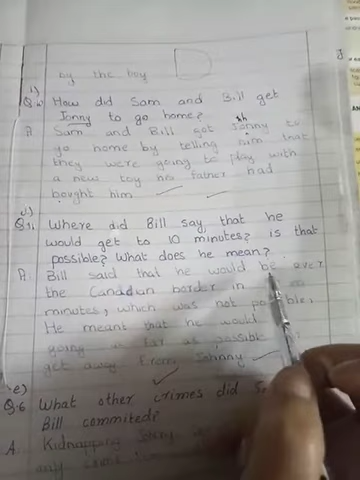 by the boy
i)
Q.
How did Sam and Bill get
Jonny to go home?
sh
A. Sam and Bill got Jonny to
go home by telling him that
they were going to play with
a new toy his father had
bought him
d)
Q:
Where did Bill say that he
would get to 10 minutes? is that
possible? What does he mean?
A. Bill said that he would be over
the Canadian border in
minutes, which was not
He meant that he would
going as far as possible
get away From Johnny
e)
Q:6 What other crimes did
Bill commited?
A. Kidnapping Jonny
any